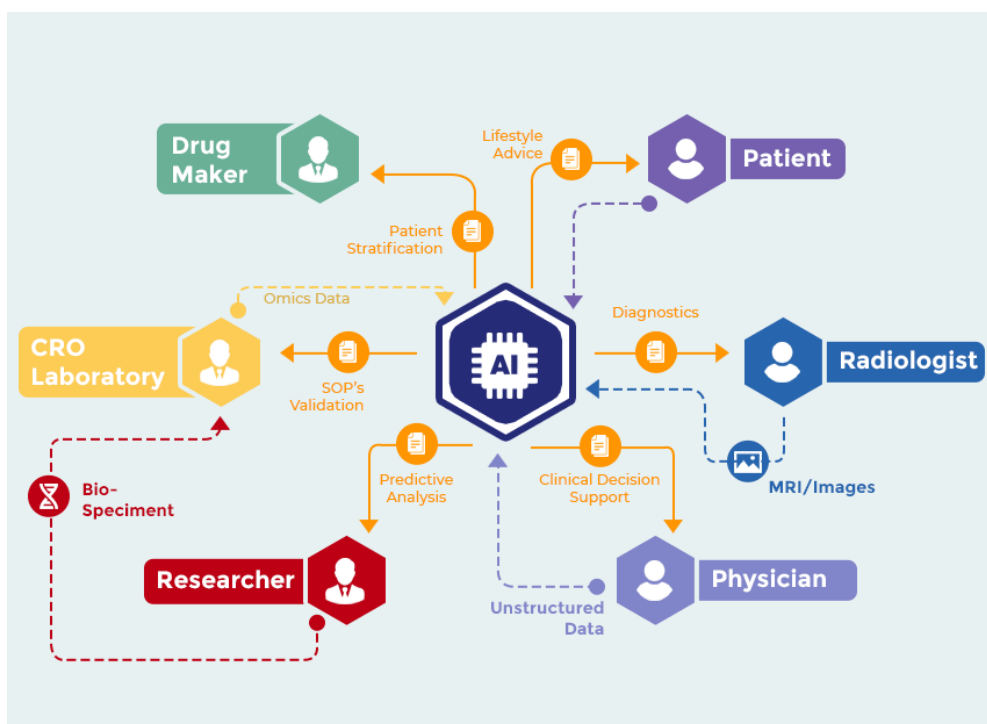 Drug
Maker
Lifestyle
Advice
Patient
Patient
Stratification
Omics Data
Diagnostics
CRO
Laboratory
AI
Radiologist
SOP's
Validation
Predictive
Analysis
Clinical Decision
Support
MRI/Images
Bio-
Speciment
Researcher
Physician
Unstructured
Data